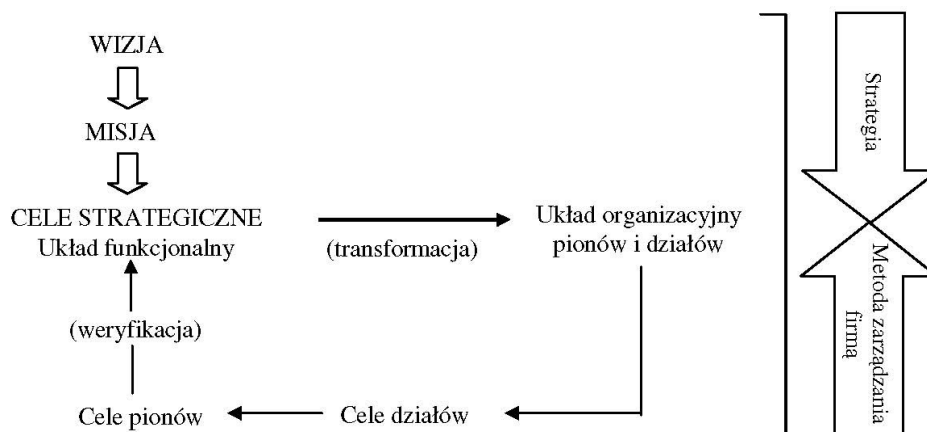 WIZJA
MISJA
CELE STRATEGICZNE
Układ funkcjonalny
(transformacja)
Układ organizacyjny
pionów i działów
(weryfikacja)
Cele pionów
Cele działów
Strategia
Metoda zarządzania
firmą